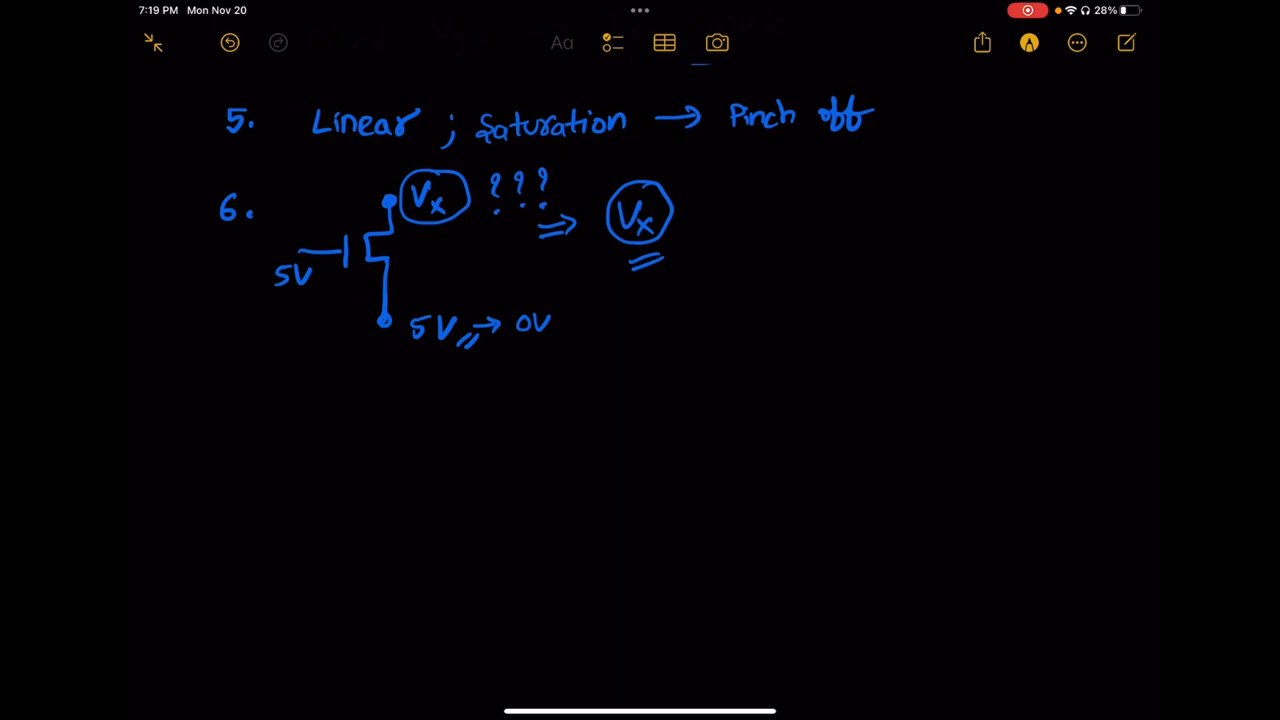 7:19 PM Mon Nov 20
28%
Aa
5. Linear ; Saturation → Pinch off
6. Vx ??? ⇒ Vx
5V
5V → 0V